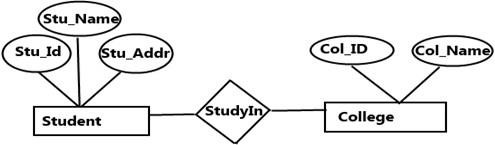 Stu_Name
Stu_Id
Stu_Addr
Col_ID
Col_Name
StudyIn
Student
College